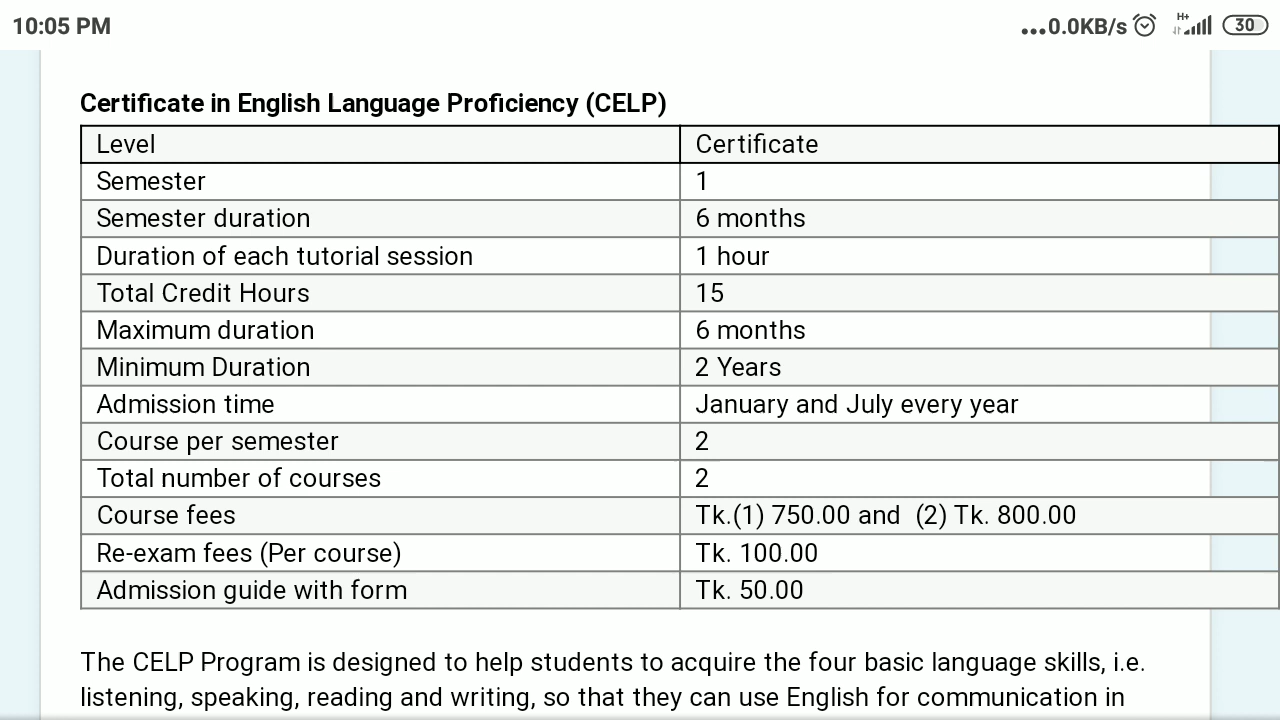 10:05 PM ...0.0KB/s H+ 30
Certificate in English Language Proficiency (CELP)
Level Certificate
Semester 1
Semester duration 6 months
Duration of each tutorial session 1 hour
Total Credit Hours 15
Maximum duration 6 months
Minimum Duration 2 Years
Admission time January and July every year
Course per semester 2
Total number of courses 2
Course fees Tk.(1) 750.00 and (2) Tk. 800.00
Re-exam fees (Per course) Tk. 100.00
Admission guide with form Tk. 50.00
The CELP Program is designed to help students to acquire the four basic language skills, i.e.
listening, speaking, reading and writing, so that they can use English for communication in